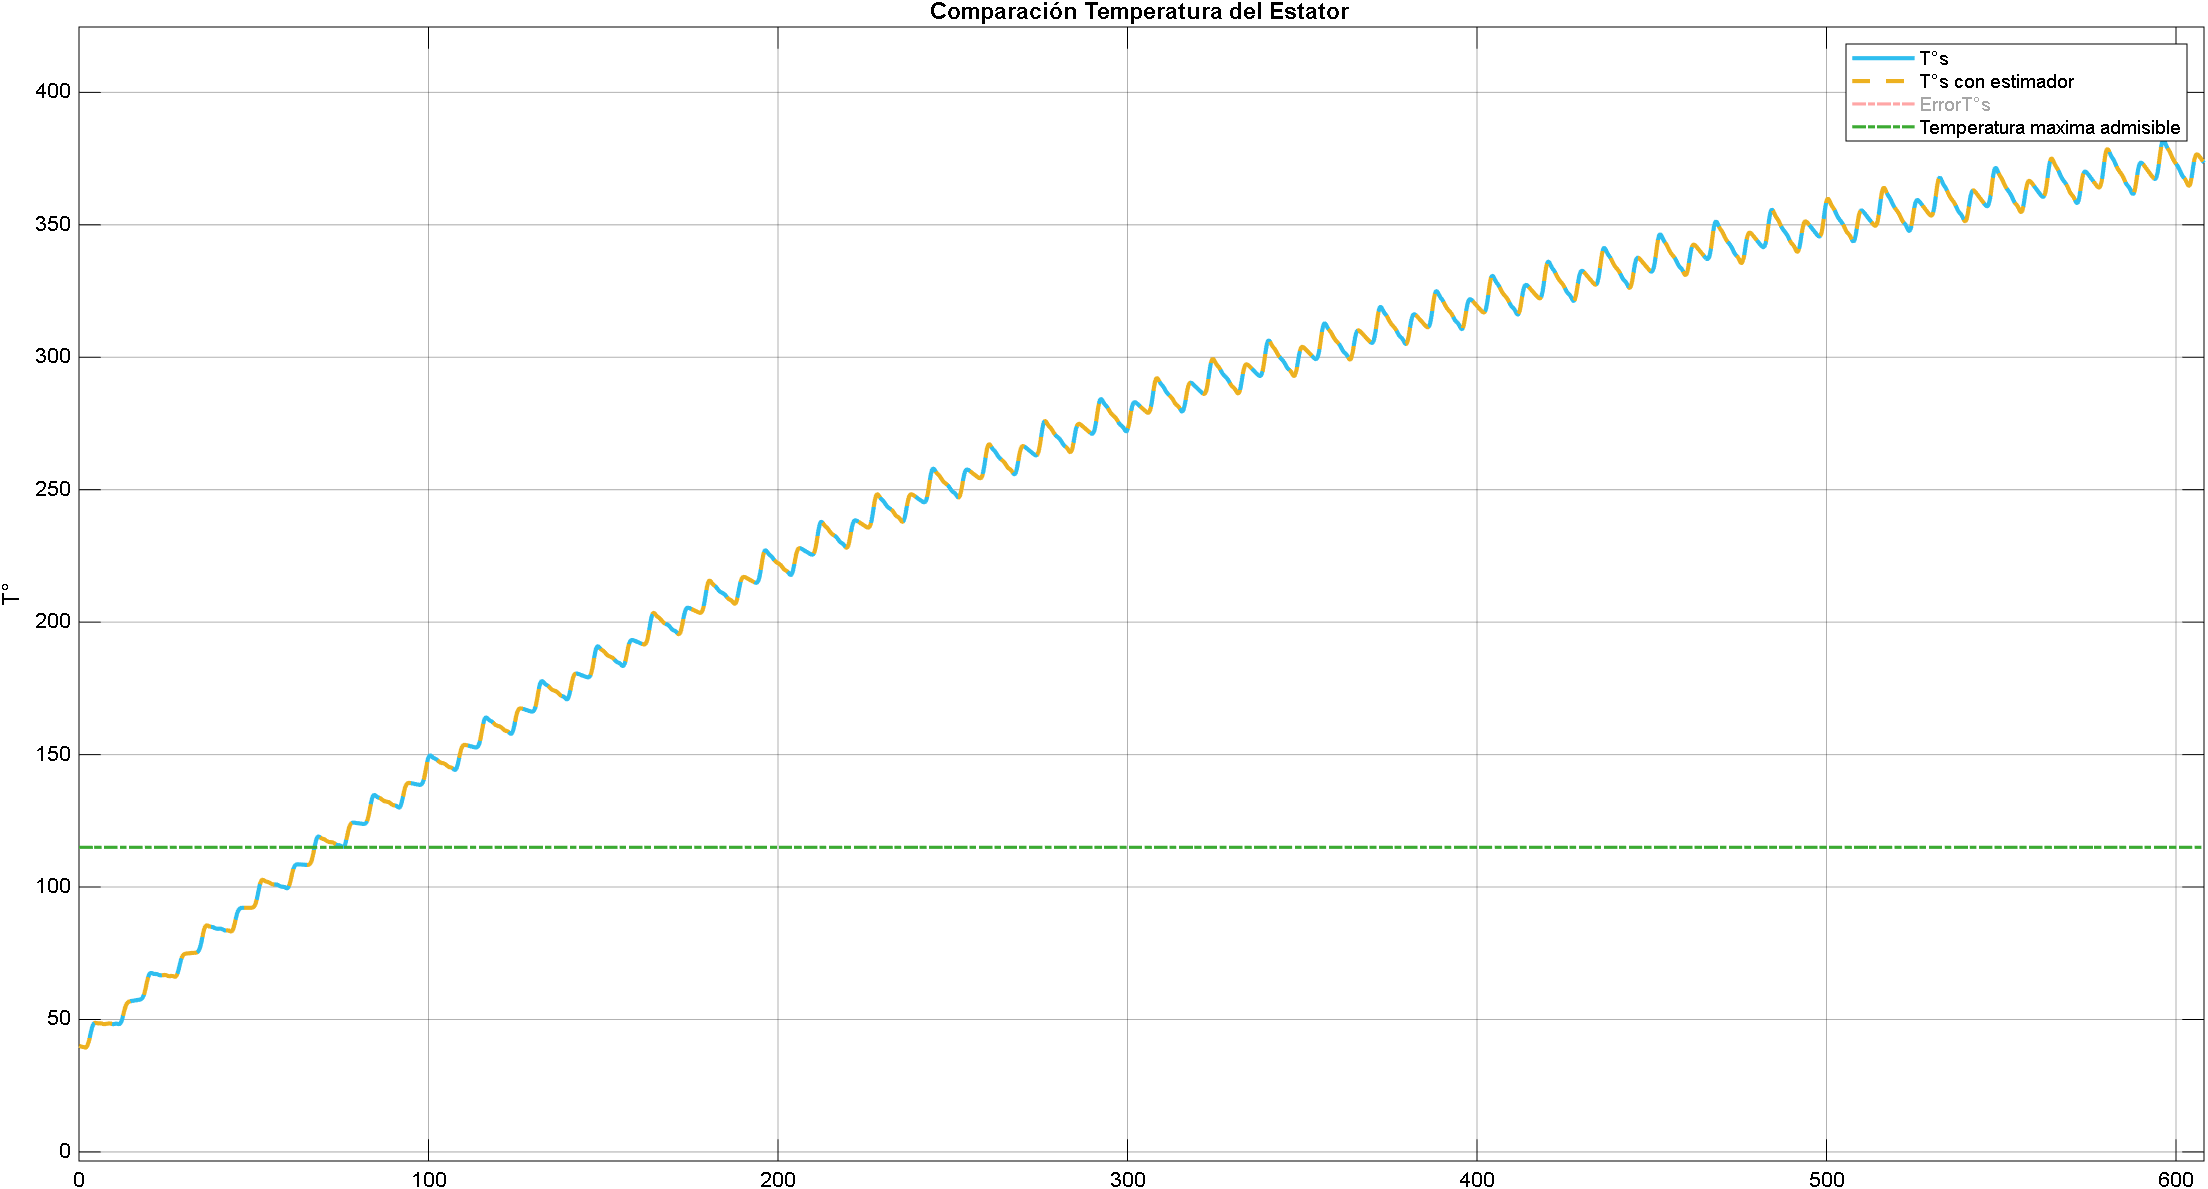 Comparación Temperatura del Estator
T°s
T°s con estimador
ErrorT°s
Temperatura maxima admisible
400
350
300
250
200
150
100
50
0
T°
0 100 200 300 400 500 600